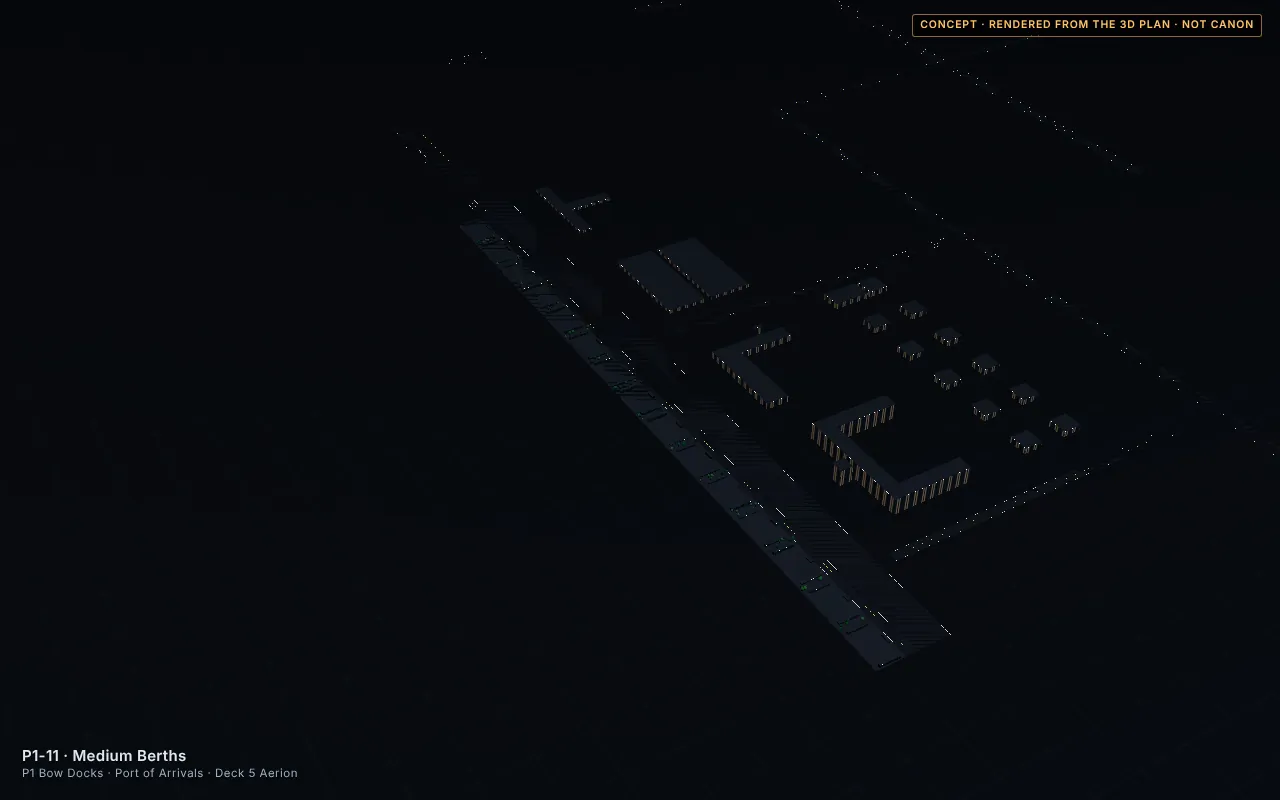 CONCEPT · RENDERED FROM THE 3D PLAN · NOT CANON
P1-11 · Medium Berths
P1 Bow Docks · Port of Arrivals · Deck 5 Aerion